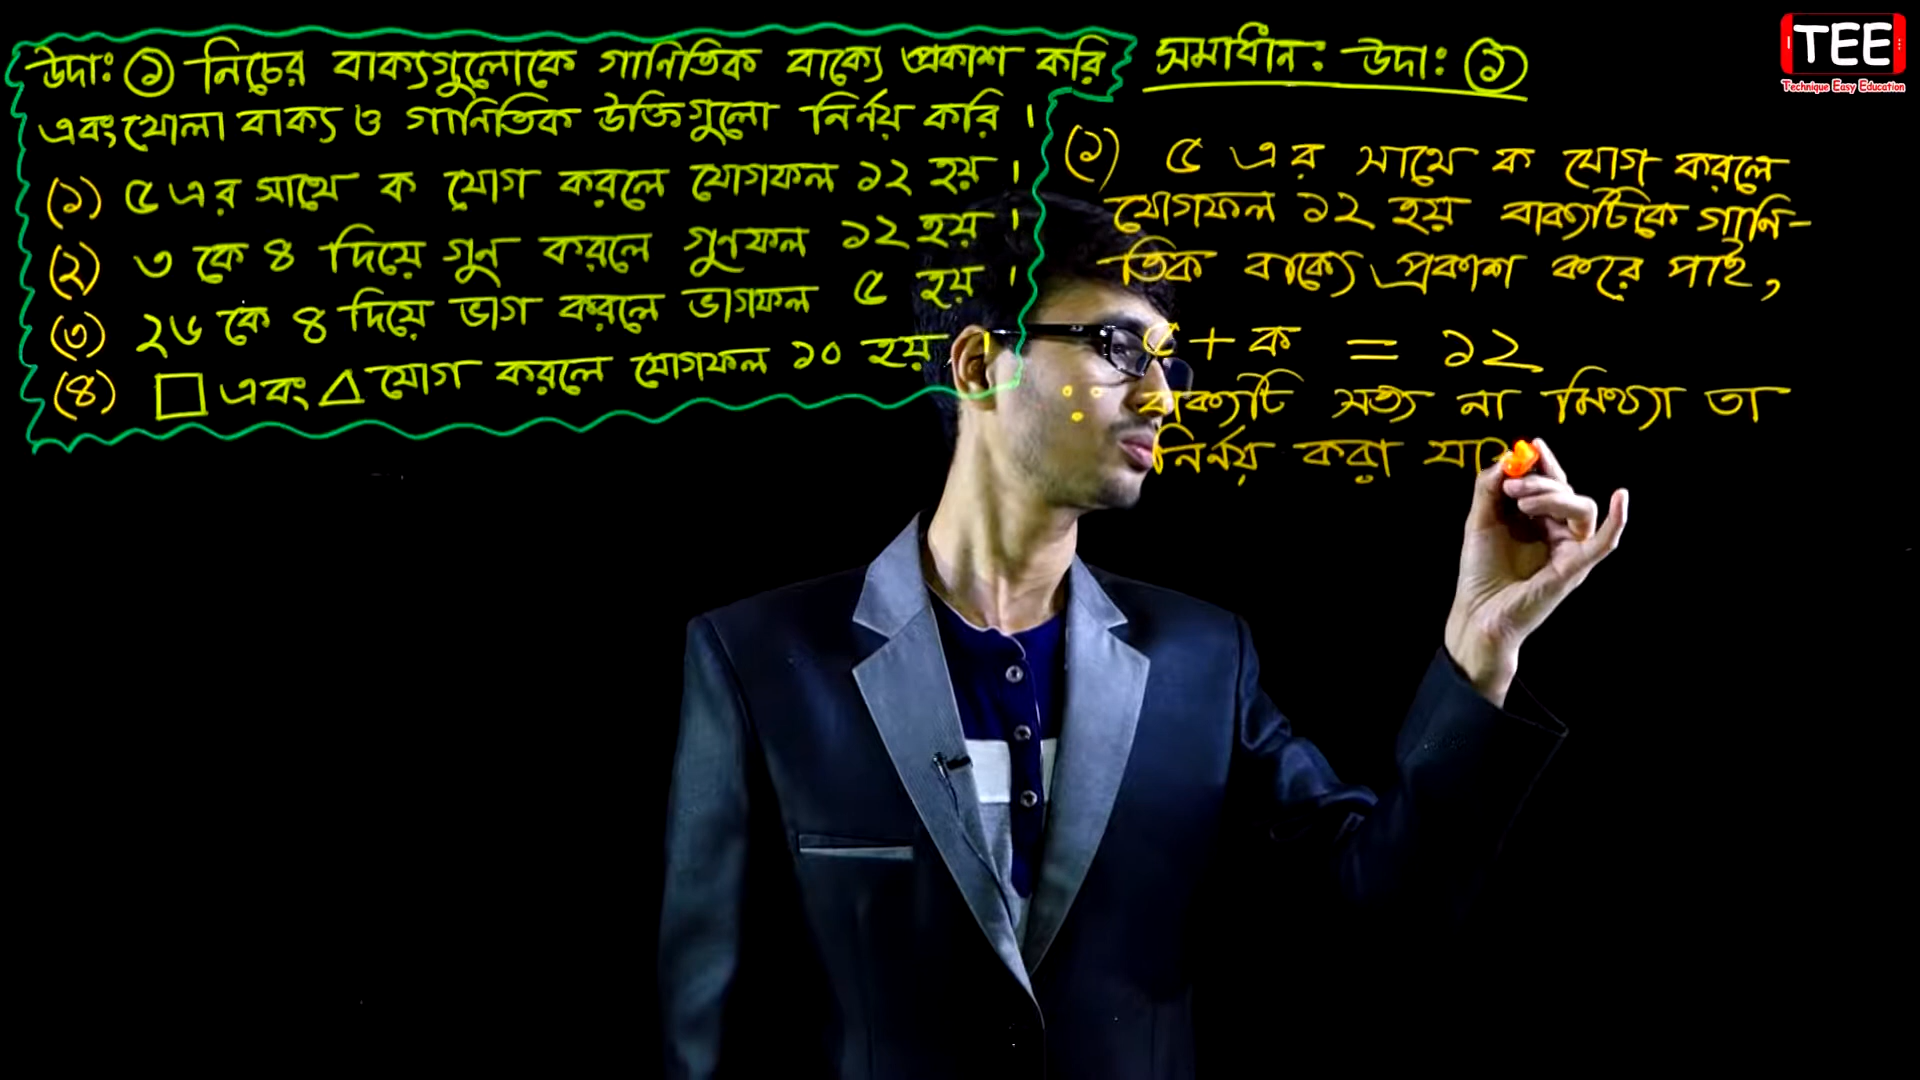 উদাঃ ১ নিচের বাক্যগুলোকে গাণিতিক বাক্যে প্রকাশ করি
এবং খোলা বাক্য ও গাণিতিক উক্তিগুলো নির্নয় করি ।
(১) ৫ এর সাথে ক যোগ করলে যোগফল ১২ হয় ।
(২) ৩ কে ৪ দিয়ে গুন করলে গুণফল ১২ হয় ।
(৩) ২৬ কে ৪ দিয়ে ভাগ করলে ভাগফল ৫ হয় ।
(৪) □ এবং △ যোগ করলে যোগফল ১০ হয় ।
সমাধান : উদা : ১
(১) ৫ এর সাথে ক যোগ করলে
যোগফল ১২ হয় বাক্যটিকে গাণি-
তিক বাক্যে প্রকাশ করে পাই,
৫ + ক = ১২
∵ বাক্যটি সত্য না মিথ্যা তা
নির্নয় করা
TEE
Technique Easy Education